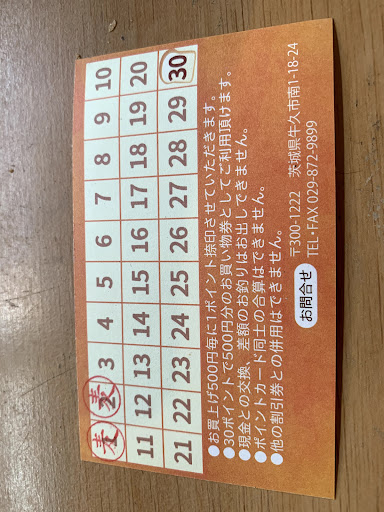 1 2 3 4 5 6 7 8 9 10
11 12 13 14 15 16 17 18 19 20
21 22 23 24 25 26 27 28 29 30
●お買上げ500円毎に1ポイント捺印させていただきます。
●30ポイントで500円分のお買い物券としてご利用頂けます。
●現金との交換、差額のお釣りはお出しできません。
●ポイントカード同士の合算はできません。
●他の割引券との併用はできません。
お問合せ 〒300-1222 茨城県牛久市南1-18-24
TEL・FAX 029-872-9899